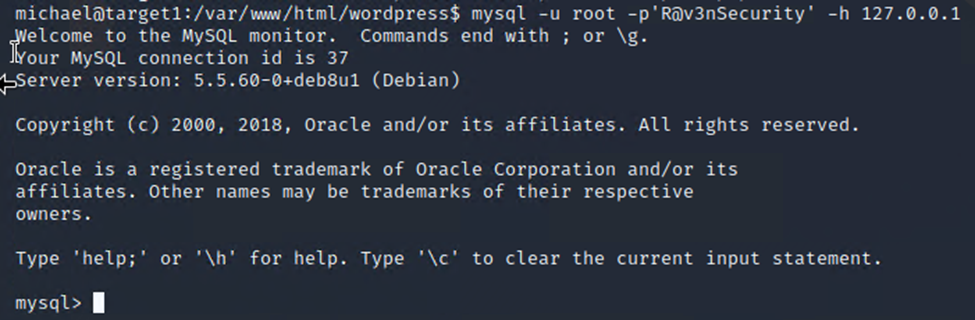 michael@target1:/var/www/html/wordpress$ mysql -u root -p'R@v3nSecurity' -h 127.0.0.1
Welcome to the MySQL monitor.  Commands end with ; or \g.
Your MySQL connection id is 37
Server version: 5.5.60-0+deb8u1 (Debian)
Copyright (c) 2000, 2018, Oracle and/or its affiliates. All rights reserved.
Oracle is a registered trademark of Oracle Corporation and/or its
affiliates. Other names may be trademarks of their respective
owners.
Type 'help;' or '\h' for help. Type '\c' to clear the current input statement.
mysql>